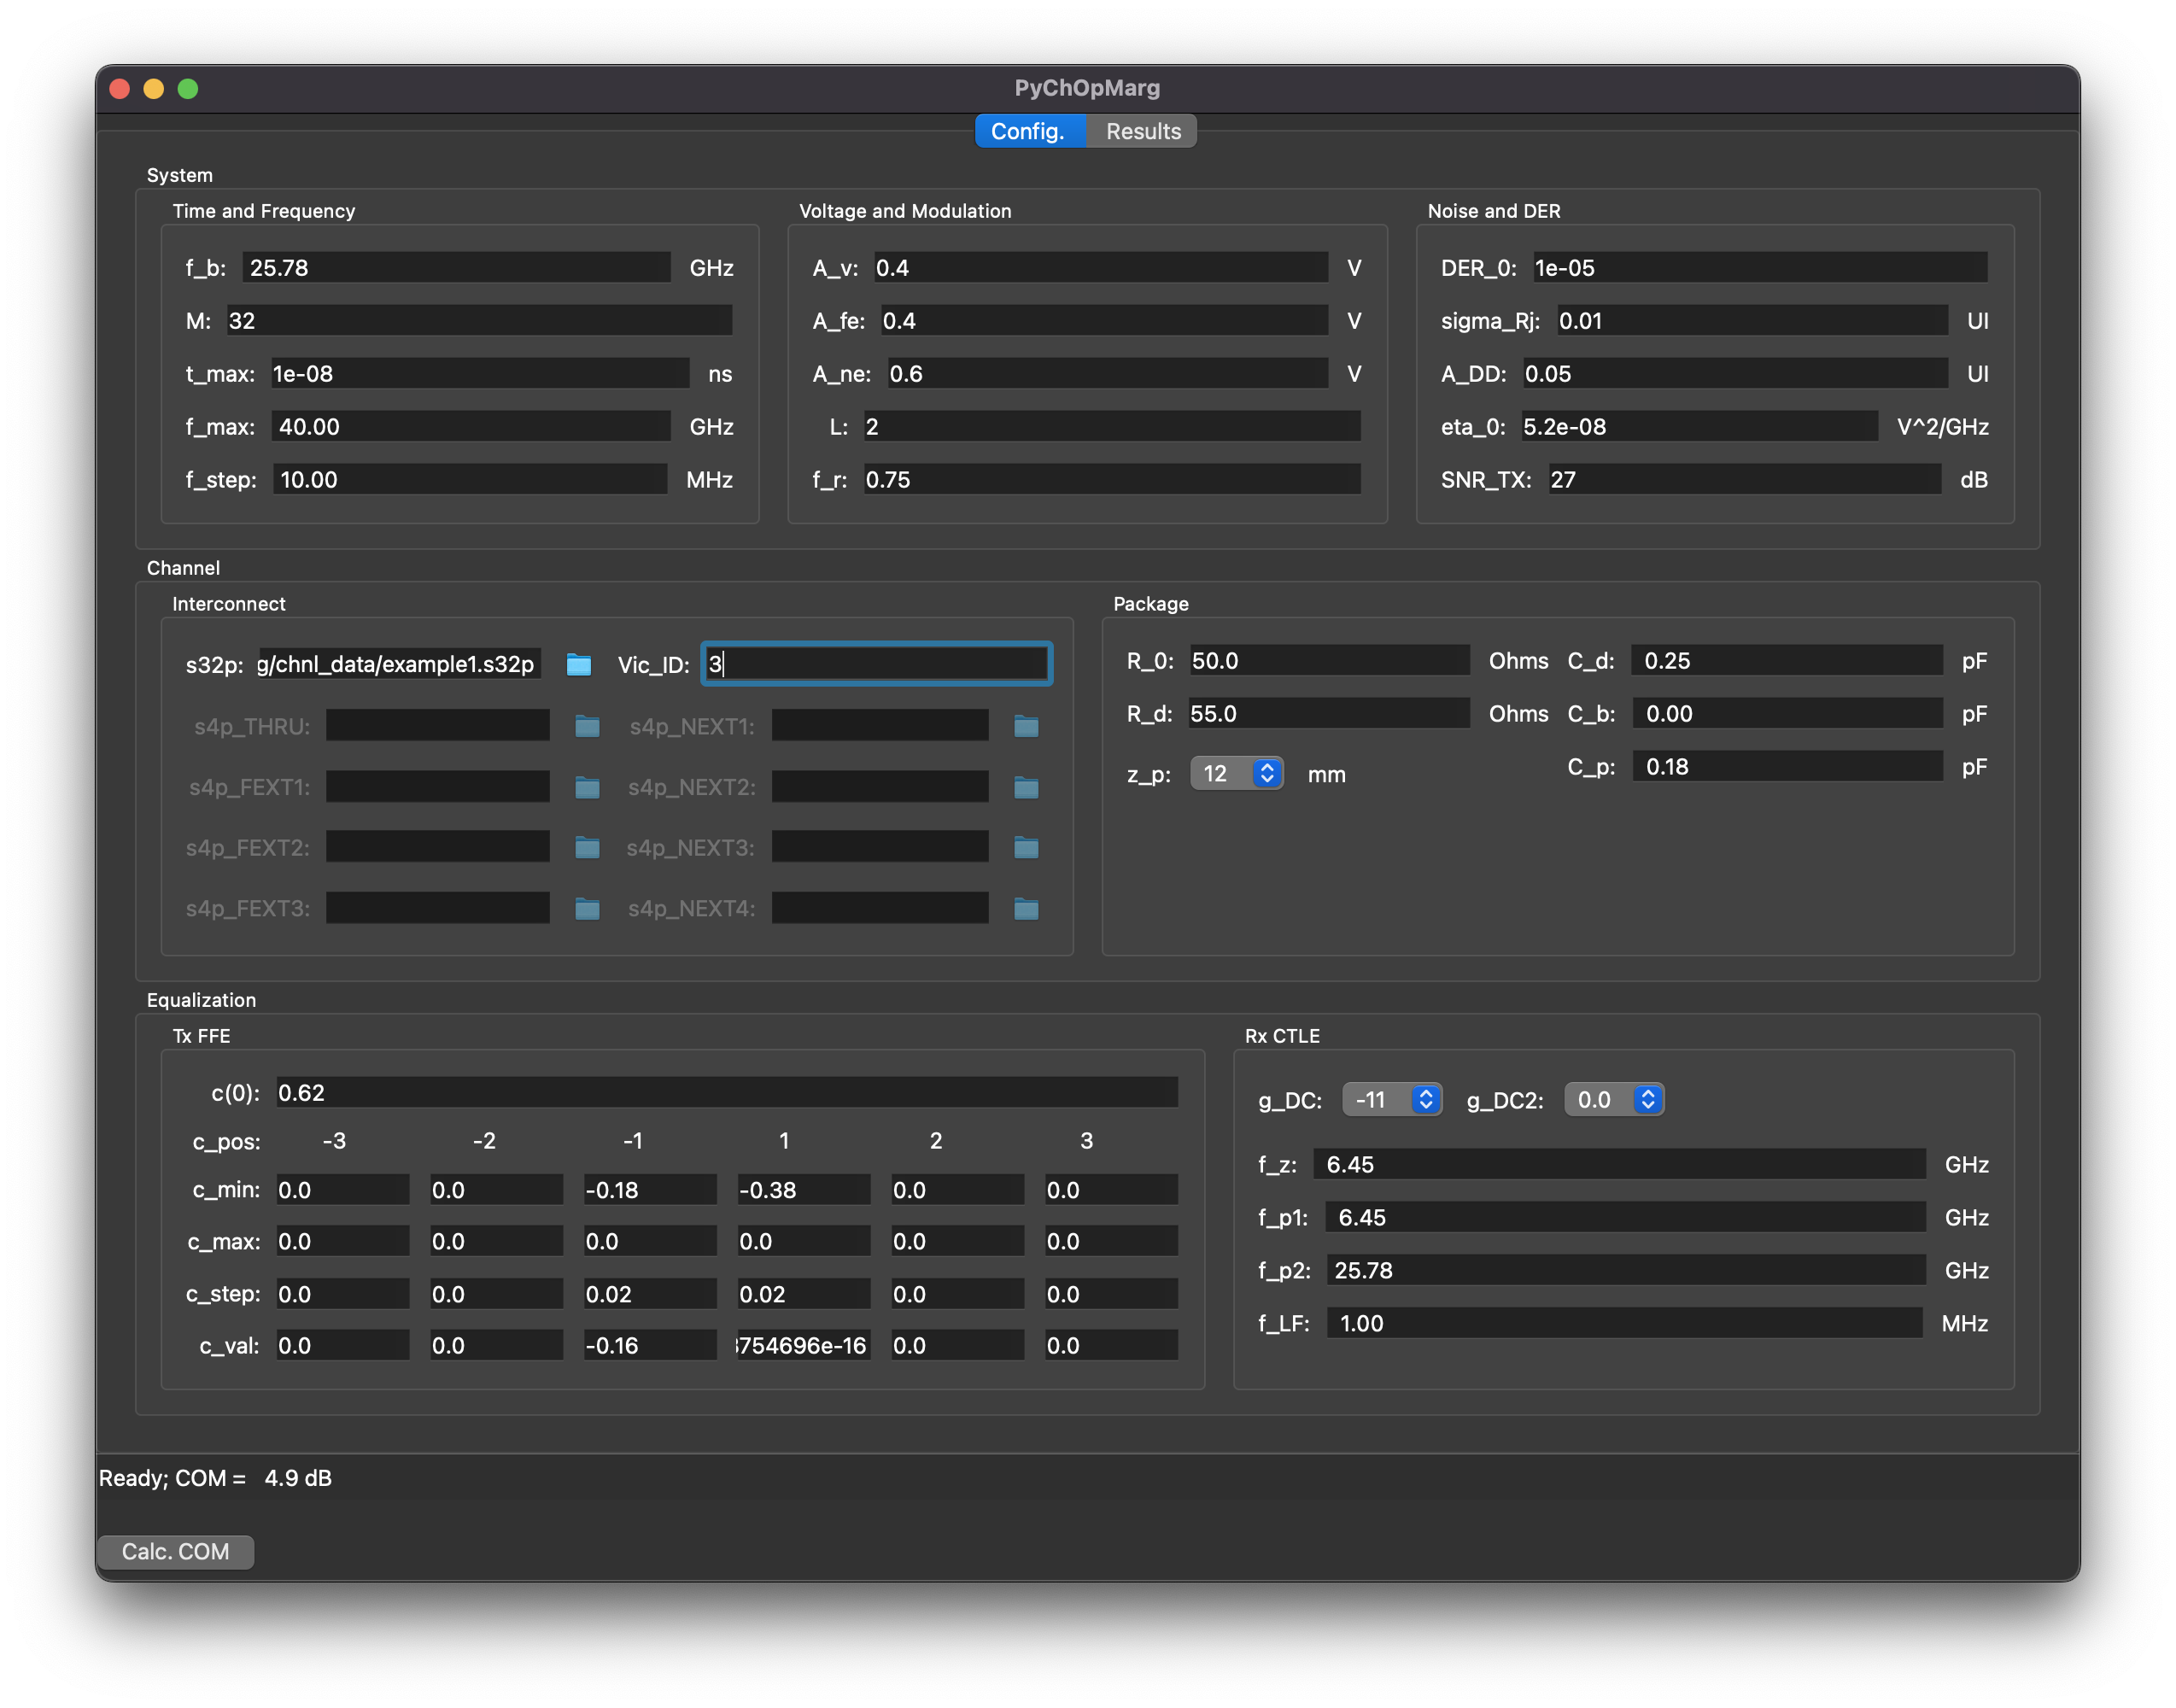 PyChOpMarg
Config. Results
System
Time and Frequency Voltage and Modulation Noise and DER
f_b: 25.78 GHz A_v: 0.4 V DER_0: 1e-05
M: 32 A_fe: 0.4 V sigma_Rj: 0.01 UI
t_max: 1e-08 ns A_ne: 0.6 V A_DD: 0.05 UI
f_max: 40.00 GHz L: 2 eta_0: 5.2e-08 V^2/GHz
f_step: 10.00 MHz f_r: 0.75 SNR_TX: 27 dB
Channel
Interconnect Package
s32p: g/chnl_data/example1.s32p Vic_ID: 3 R_0: 50.0 Ohms C_d: 0.25 pF
s4p_THRU: s4p_NEXT1: R_d: 55.0 Ohms C_b: 0.00 pF
s4p_FEXT1: s4p_NEXT2: z_p: 12 mm C_p: 0.18 pF
s4p_FEXT2: s4p_NEXT3:
s4p_FEXT3: s4p_NEXT4:
Equalization
Tx FFE Rx CTLE
c(0): 0.62 g_DC: -11 g_DC2: 0.0
c_pos: -3 -2 -1 1 2 3
c_min: 0.0 0.0 -0.18 -0.38 0.0 0.0 f_z: 6.45 GHz
c_max: 0.0 0.0 0.0 0.0 0.0 0.0 f_p1: 6.45 GHz
c_step: 0.0 0.0 0.02 0.02 0.0 0.0 f_p2: 25.78 GHz
c_val: 0.0 0.0 -0.16 3754696e-16 0.0 0.0 f_LF: 1.00 MHz
Ready; COM = 4.9 dB
Calc. COM